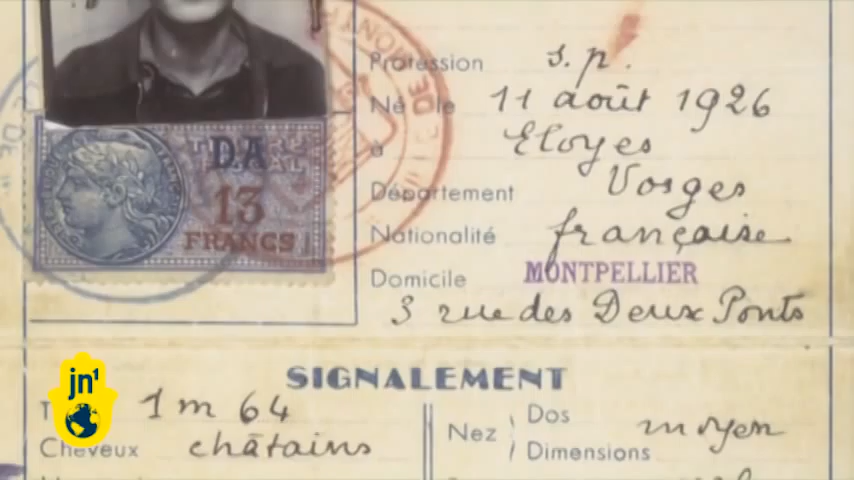 Profession s.p.
Né le 11 août 1926
à Eloyes
Département Vosges
Nationalité française
Domicile MONTPELLIER
3 rue des Deux Ponts
D.A
13
FRANCS
SIGNALEMENT
1 m 64
Cheveux châtains
Nez
Dos
Dimensions
moyen
jn1